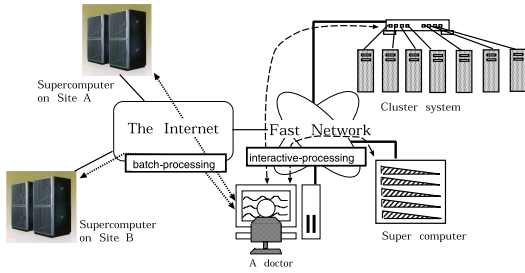 Supercomputer
on Site A
Cluster system
The Internet
Fast Network
batch-processing
interactive-processing
Supercomputer
on Site B
Super computer
A doctor